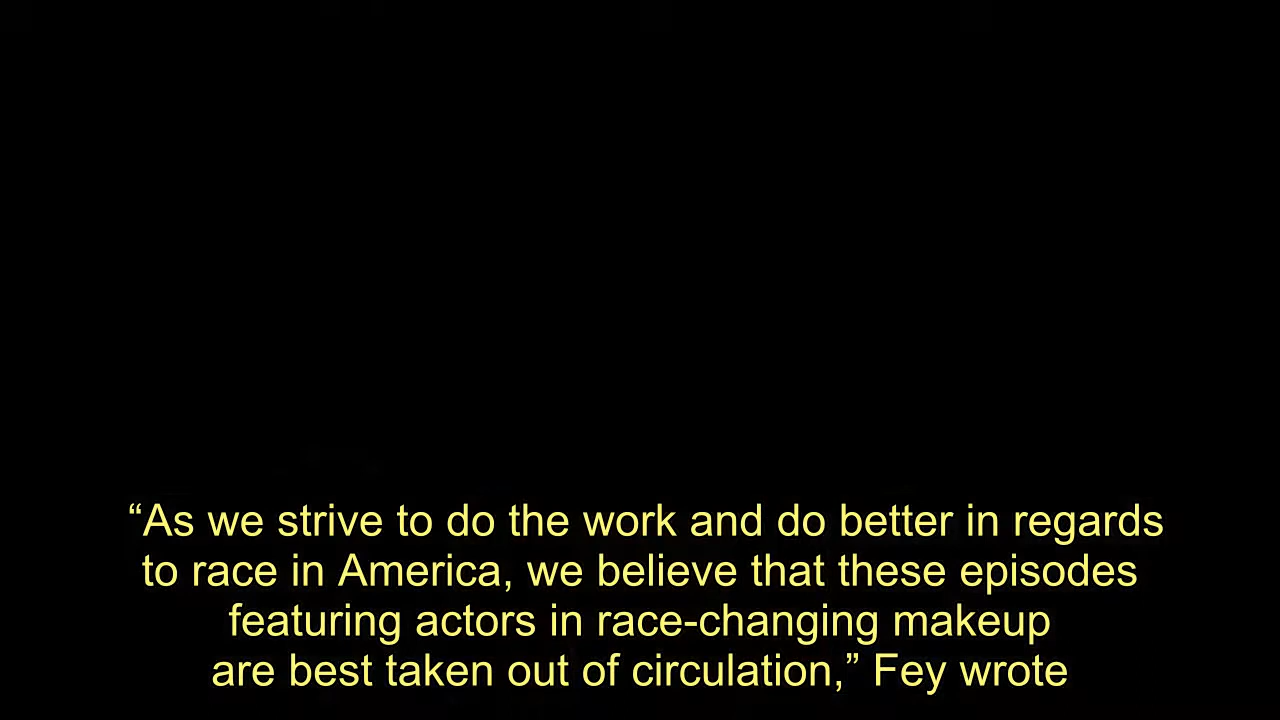 “As we strive to do the work and do better in regards
to race in America, we believe that these episodes
featuring actors in race-changing makeup
are best taken out of circulation,” Fey wrote